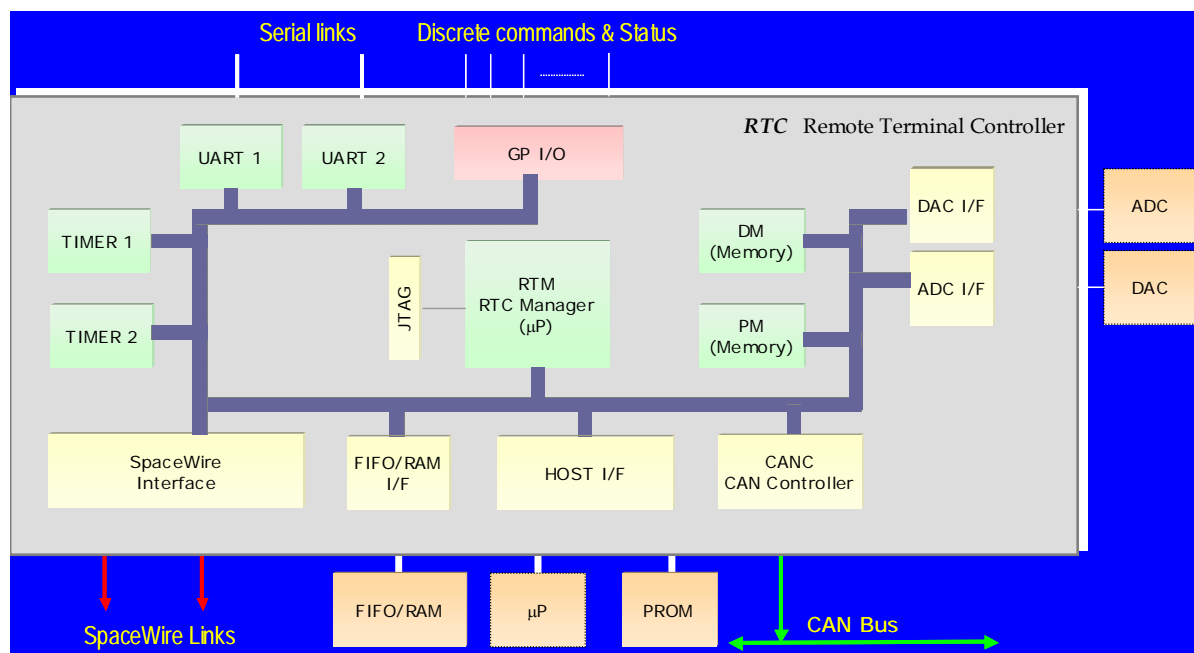 Serial links
Discrete commands & Status
RTC Remote Terminal Controller
UART 1
UART 2
GP I/O
TIMER 1
TIMER 2
JTAG
RTM
RTC Manager
(µP)
DM
(Memory)
PM
(Memory)
DAC I/F
ADC I/F
ADC
DAC
SpaceWire
Interface
FIFO/RAM
I/F
HOST I/F
CANC
CAN Controller
FIFO/RAM
µP
PROM
SpaceWire Links
CAN Bus